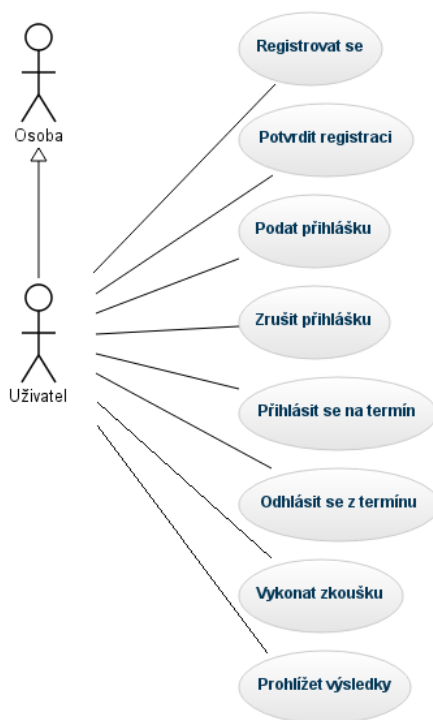 Registrovat se
Osoba
Potvrdit registraci
Podat přihlášku
Zrušit přihlášku
Uživatel
Přihlásit se na termín
Odhlásit se z termínu
Vykonat zkoušku
Prohlížet výsledky